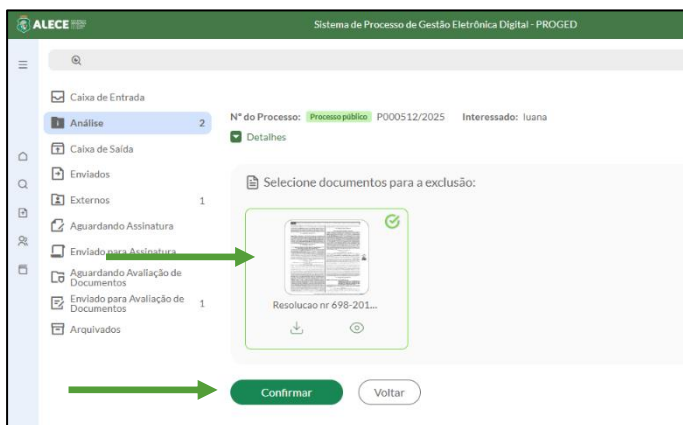 ALECE
Sistema de Processo de Gestão Eletrônica Digital - PROGED
Caixa de Entrada
Análise 2
Caixa de Saída
Enviados
Externos 1
Aguardando Assinatura
Enviado para Assinatura
Aguardando Avaliação de
Documentos
Enviado para Avaliação de
Documentos 1
Arquivados
Nº do Processo: Processo público P000512/2025 Interessado: luana
Detalhes
Selecione documentos para a exclusão:
Resolucao nr 698-201...
Confirmar Voltar